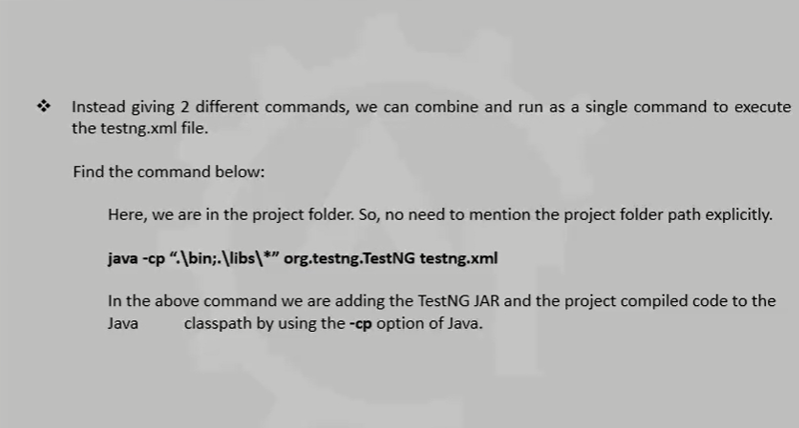 ❖ Instead giving 2 different commands, we can combine and run as a single command to execute
the testng.xml file.
Find the command below:
Here, we are in the project folder. So, no need to mention the project folder path explicitly.
java -cp “.\bin;.\libs\*” org.testng.TestNG testng.xml
In the above command we are adding the TestNG JAR and the project compiled code to the
Java classpath by using the -cp option of Java.